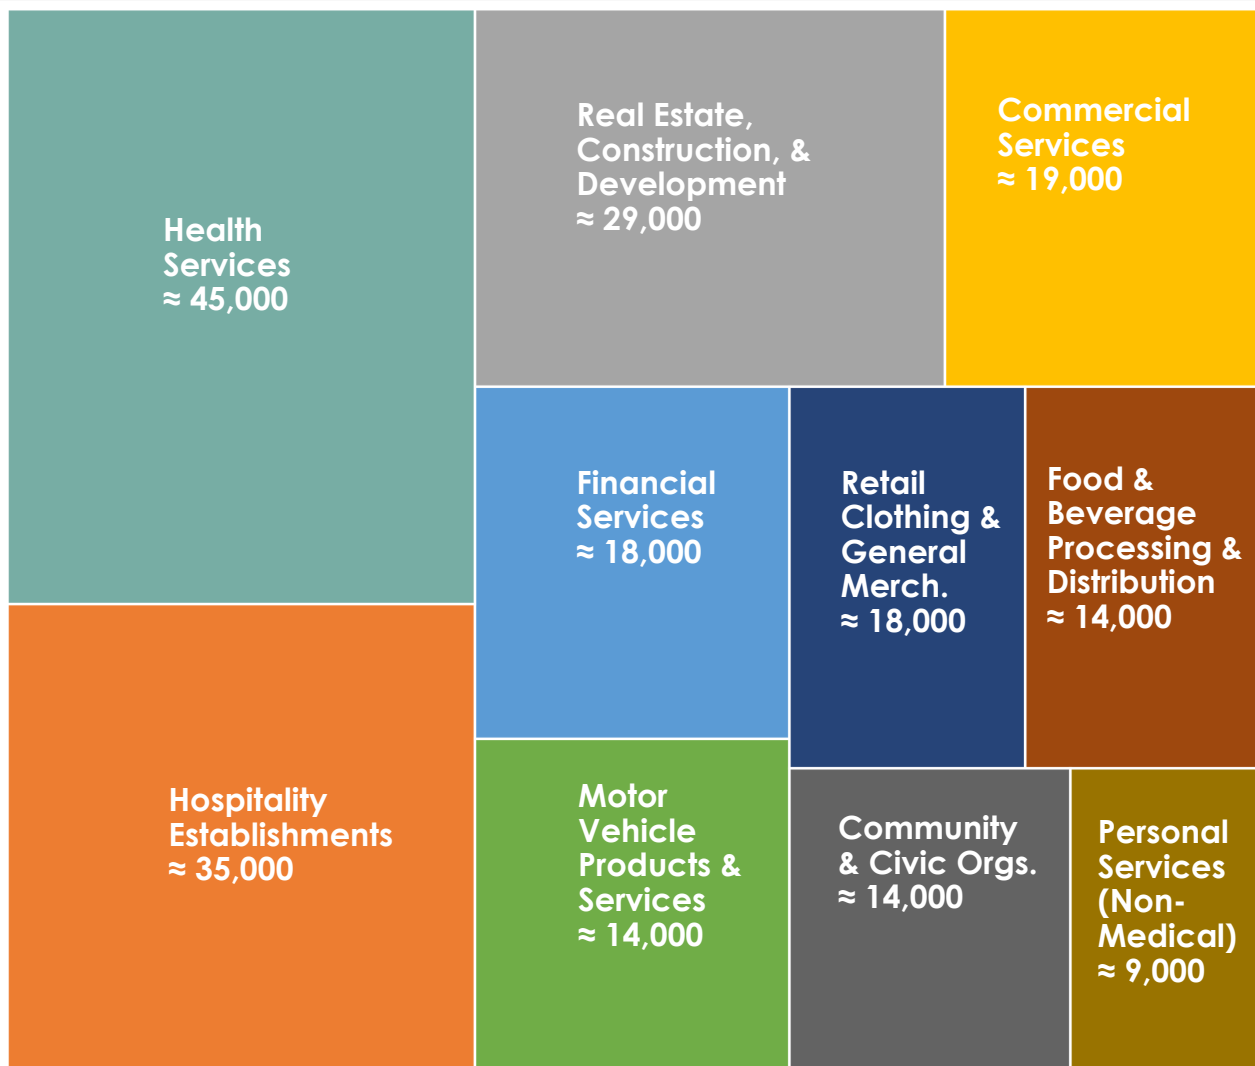 Health
Services
≈ 45,000
Real Estate,
Construction, &
Development
≈ 29,000
Commercial
Services
≈ 19,000
Financial
Services
≈ 18,000
Retail
Clothing &
General
Merch.
≈ 18,000
Food &
Beverage
Processing &
Distribution
≈ 14,000
Hospitality
Establishments
≈ 35,000
Motor
Vehicle
Products &
Services
≈ 14,000
Community
& Civic Orgs.
≈ 14,000
Personal
Services
(Non-
Medical)
≈ 9,000